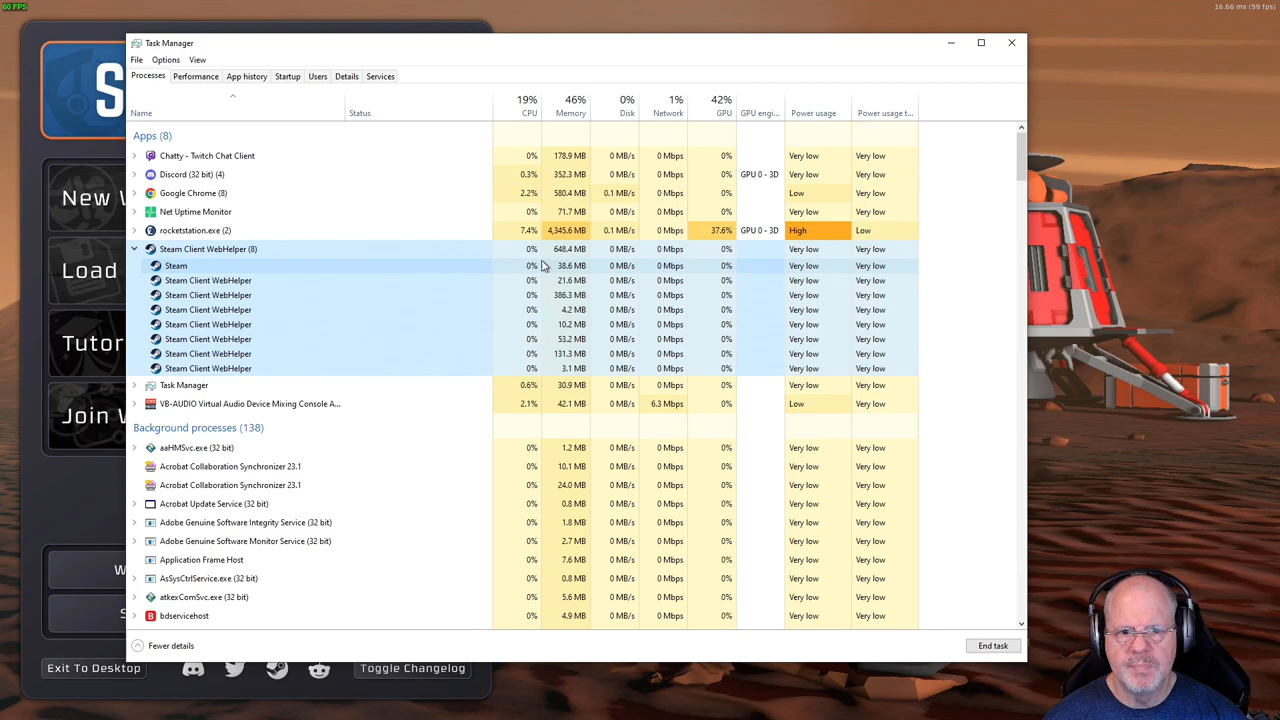 60 FPS
16.66 ms (59 fps)
Task Manager
File Options View
Processes Performance App history Startup Users Details Services
19% 46% 0% 1% 42%
Name Status CPU Memory Disk Network GPU GPU engi... Power usage Power usage t...
Apps (8)
Chatty - Twitch Chat Client 0% 178.9 MB 0 MB/s 0 Mbps 0% Very low Very low
Discord (32 bit) (4) 0.3% 352.3 MB 0 MB/s 0 Mbps 0% GPU 0 - 3D Very low Very low
Google Chrome (8) 2.2% 580.4 MB 0.1 MB/s 0 Mbps 0% Low Very low
Net Uptime Monitor 0% 71.7 MB 0 MB/s 0 Mbps 0% Very low Very low
rocketstation.exe (2) 7.4% 4,345.6 MB 0.1 MB/s 0 Mbps 37.6% GPU 0 - 3D High Low
Steam Client WebHelper (8) 0% 648.4 MB 0 MB/s 0 Mbps 0% Very low Very low
Steam 0% 38.6 MB 0 MB/s 0 Mbps 0% Very low Very low
Steam Client WebHelper 0% 21.6 MB 0 MB/s 0 Mbps 0% Very low Very low
Steam Client WebHelper 0% 386.3 MB 0 MB/s 0 Mbps 0% Very low Very low
Steam Client WebHelper 0% 4.2 MB 0 MB/s 0 Mbps 0% Very low Very low
Steam Client WebHelper 0% 10.2 MB 0 MB/s 0 Mbps 0% Very low Very low
Steam Client WebHelper 0% 53.2 MB 0 MB/s 0 Mbps 0% Very low Very low
Steam Client WebHelper 0% 131.3 MB 0 MB/s 0 Mbps 0% Very low Very low
Steam Client WebHelper 0% 3.1 MB 0 MB/s 0 Mbps 0% Very low Very low
Task Manager 0.6% 30.9 MB 0 MB/s 0 Mbps 0% Very low Very low
VB-AUDIO Virtual Audio Device Mixing Console A... 2.1% 42.1 MB 0 MB/s 6.3 Mbps 0% Low Very low
Background processes (138)
aaHMSvc.exe (32 bit) 0% 1.2 MB 0 MB/s 0 Mbps 0% Very low Very low
Acrobat Collaboration Synchronizer 23.1 0% 10.1 MB 0 MB/s 0 Mbps 0% Very low Very low
Acrobat Collaboration Synchronizer 23.1 0% 24.0 MB 0 MB/s 0 Mbps 0% Very low Very low
Acrobat Update Service (32 bit) 0% 0.8 MB 0 MB/s 0 Mbps 0% Very low Very low
Adobe Genuine Software Integrity Service (32 bit) 0% 1.8 MB 0 MB/s 0 Mbps 0% Very low Very low
Adobe Genuine Software Monitor Service (32 bit) 0% 2.7 MB 0 MB/s 0 Mbps 0% Very low Very low
Application Frame Host 0% 7.6 MB 0 MB/s 0 Mbps 0% Very low Very low
AsSysCtrlService.exe (32 bit) 0% 0.8 MB 0 MB/s 0 Mbps 0% Very low Very low
atkexComSvc.exe (32 bit) 0% 5.6 MB 0 MB/s 0 Mbps 0% Very low Very low
bdservicehost 0% 4.9 MB 0 MB/s 0 Mbps 0% Very low Very low
Fewer details End task
S
New W
Load
Tutor
Join W
W
S
Exit To Desktop Toggle Changelog